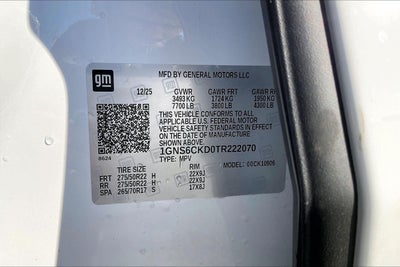 gm
MFD BY GENERAL MOTORS LLC
12/25 GVWR GAWR FRT GAWR RR
3493 KG 1724 KG 1950 KG
7700 LB 3800 LB 4300 LB
THIS VEHICLE CONFORMS TO ALL
APPLICABLE U.S. FEDERAL MOTOR
VEHICLE SAFETY STANDARDS IN EFFECT
ON THE DATE OF MANUFACTURE
SHOWN ABOVE.
8624
1GNS6CKD0TR222070
TYPE: MPV MODEL:
TIRE SIZE RIM
FRT 275/50R22 H 22X9J
RR 275/50R22 H 22X9J
SPA 265/70R17 S 17X8J